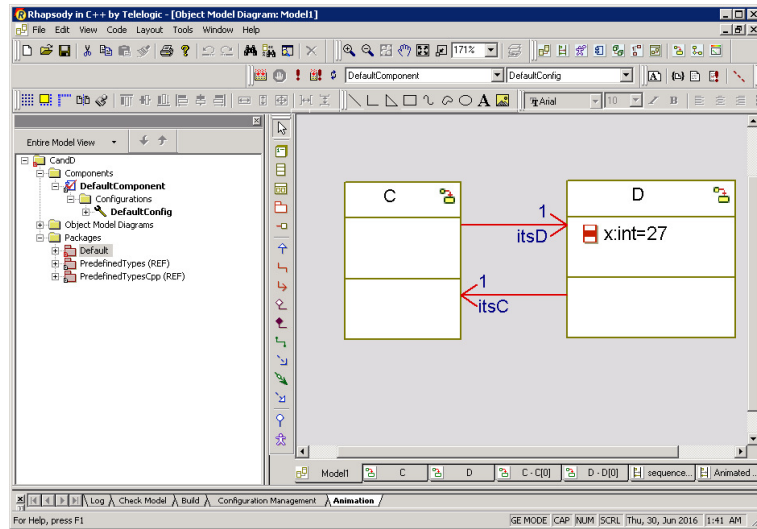 Rhapsody in C++ by Telelogic - [Object Model Diagram: Model1]
File Edit View Code Layout Tools Window Help
171%
DefaultComponent DefaultConfig
Arial 10 B
Entire Model View
CandD
Components
DefaultComponent
Configurations
DefaultConfig
Object Model Diagrams
Packages
Default
PredefinedTypes (REF)
PredefinedTypesCpp (REF)
C D
1
itsD
x:int=27
1
itsC
Model1 C D C - C[0] D - D[0] sequence... Animated ...
Log Check Model Build Configuration Management Animation
For Help, press F1 GE MODE CAP NUM SCRL Thu, 30, Jun 2016 1:41 AM